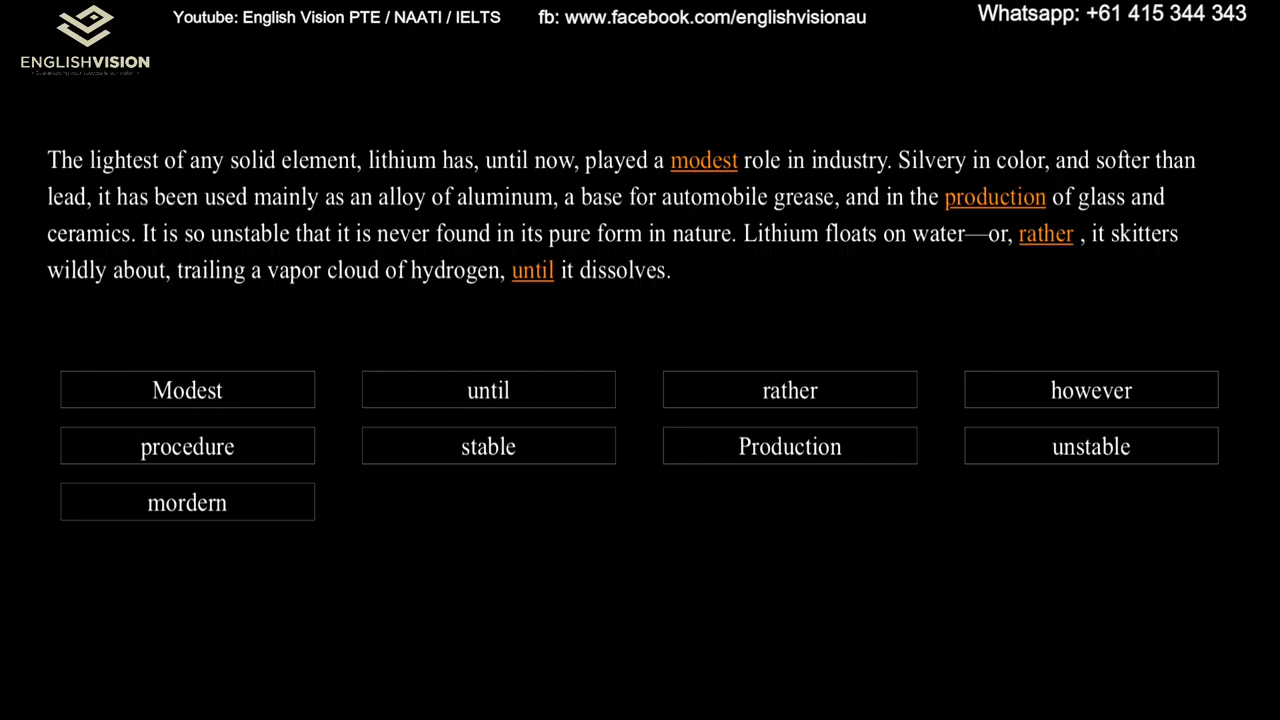 Youtube: English Vision PTE / NAATI / IELTS
fb: www.facebook.com/englishvisionau
Whatsapp: +61 415 344 343
ENGLISHVISION
The lightest of any solid element, lithium has, until now, played a modest role in industry. Silvery in color, and softer than
lead, it has been used mainly as an alloy of aluminum, a base for automobile grease, and in the production of glass and
ceramics. It is so unstable that it is never found in its pure form in nature. Lithium floats on water—or, rather , it skitters
wildly about, trailing a vapor cloud of hydrogen, until it dissolves.
Modest
until
rather
however
procedure
stable
Production
unstable
mordern